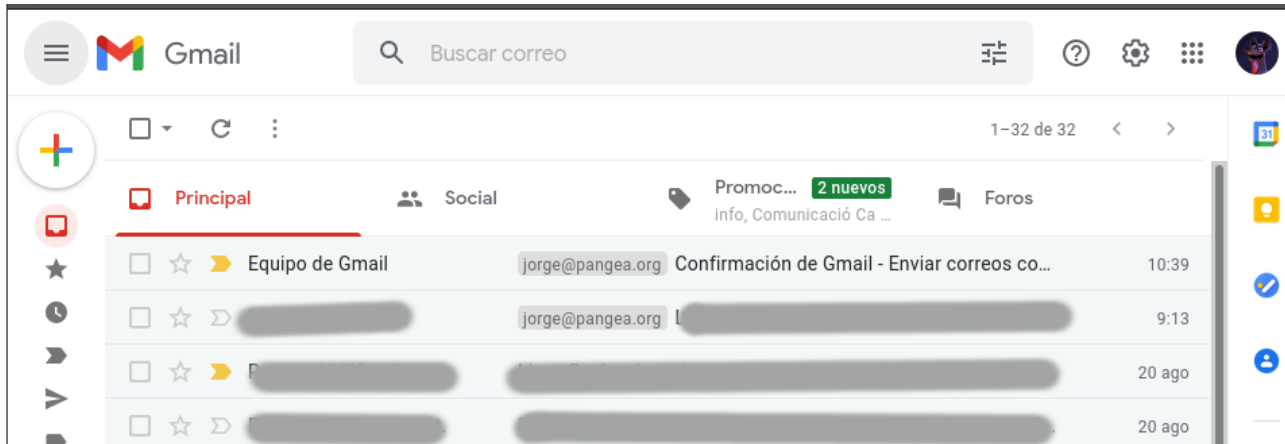 Gmail
Buscar correo
1–32 de 32
31
Principal
Social
Promoc... 2 nuevos
info, Comunicació Ca ...
Foros
Equipo de Gmail jorge@pangea.org Confirmación de Gmail - Enviar correos co... 10:39
jorge@pangea.org 9:13
20 ago
20 ago